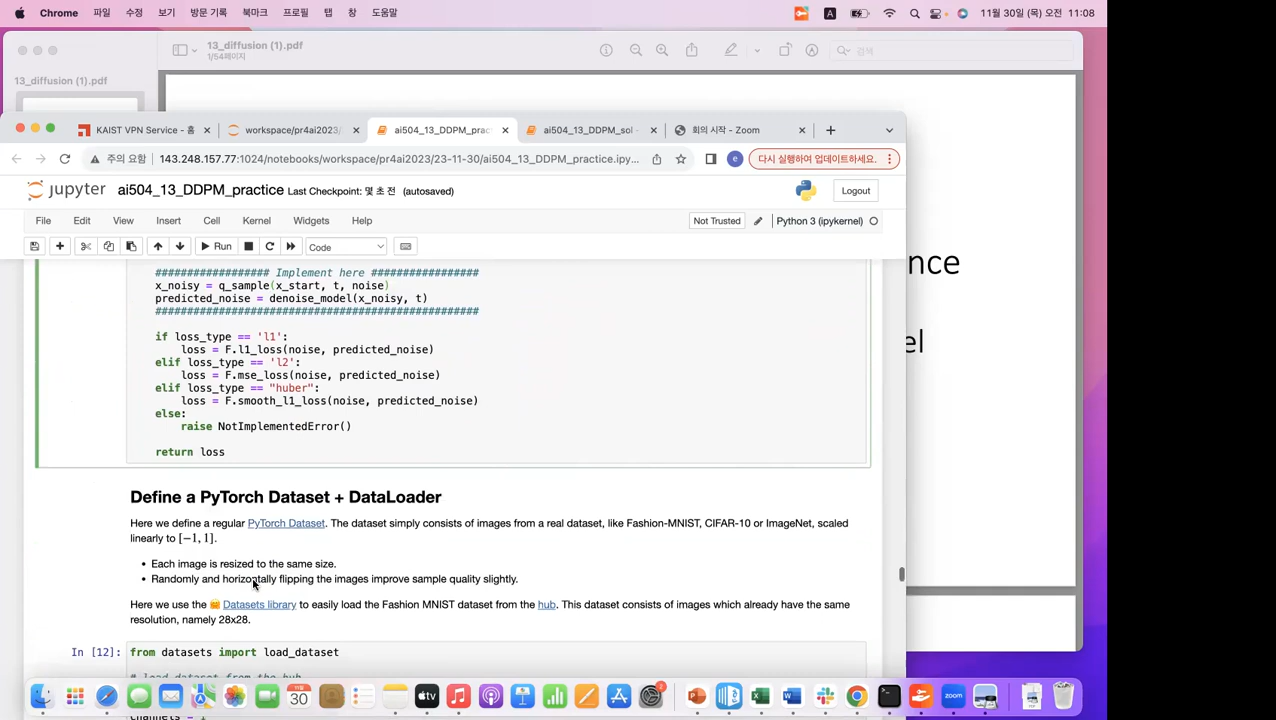 Chrome 파일 수정 보기 방문 기록 북마크 프로필 탭 창 도움말 A 11월 30일 (목) 오전 11:08
13_diffusion (1).pdf
1/54페이지
검색
13_diffusion (1).pdf
KAIST VPN Service - 홈
workspace/pr4ai2023/
ai504_13_DDPM_prac
ai504_13_DDPM_sol -
회의 시작 - Zoom
주의 요함 143.248.157.77:1024/notebooks/workspace/pr4ai2023/23-11-30/ai504_13_DDPM_practice.ipy...
e 다시 실행하여 업데이트하세요.
jupyter ai504_13_DDPM_practice Last Checkpoint: 몇 초 전 (autosaved)
Logout
File Edit View Insert Cell Kernel Widgets Help
Not Trusted Python 3 (ipykernel)
Run Code
################## Implement here #################
x_noisy = q_sample(x_start, t, noise)
predicted_noise = denoise_model(x_noisy, t)
###################################################
if loss_type == 'l1':
loss = F.l1_loss(noise, predicted_noise)
elif loss_type == 'l2':
loss = F.mse_loss(noise, predicted_noise)
elif loss_type == "huber":
loss = F.smooth_l1_loss(noise, predicted_noise)
else:
raise NotImplementedError()
return loss
Define a PyTorch Dataset + DataLoader
Here we define a regular PyTorch Dataset. The dataset simply consists of images from a real dataset, like Fashion-MNIST, CIFAR-10 or ImageNet, scaled
linearly to [−1, 1].
• Each image is resized to the same size.
• Randomly and horizontally flipping the images improve sample quality slightly.
Here we use the 🤗 Datasets library to easily load the Fashion MNIST dataset from the hub. This dataset consists of images which already have the same
resolution, namely 28x28.
In [12]: from datasets import load_dataset
# load dataset from the hub
channels = 1
nce
el
30
tv
zoom